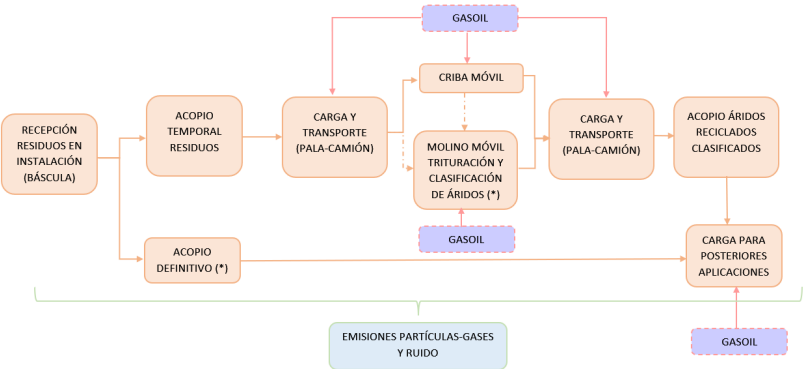 GASOIL
CRIBA MÓVIL
RECEPCIÓN
RESIDUOS EN
INSTALACIÓN
(BÁSCULA)
ACOPIO
TEMPORAL
RESIDUOS
CARGA Y
TRANSPORTE
(PALA-CAMIÓN)
MOLINO MÓVIL
TRITURACIÓN Y
CLASIFICACIÓN
DE ÁRIDOS (*)
CARGA Y
TRANSPORTE
(PALA-CAMIÓN)
ACOPIO ÁRIDOS
RECICLADOS
CLASIFICADOS
GASOIL
ACOPIO
DEFINITIVO (*)
CARGA PARA
POSTERIORES
APLICACIONES
EMISIONES PARTÍCULAS-GASES
Y RUIDO
GASOIL